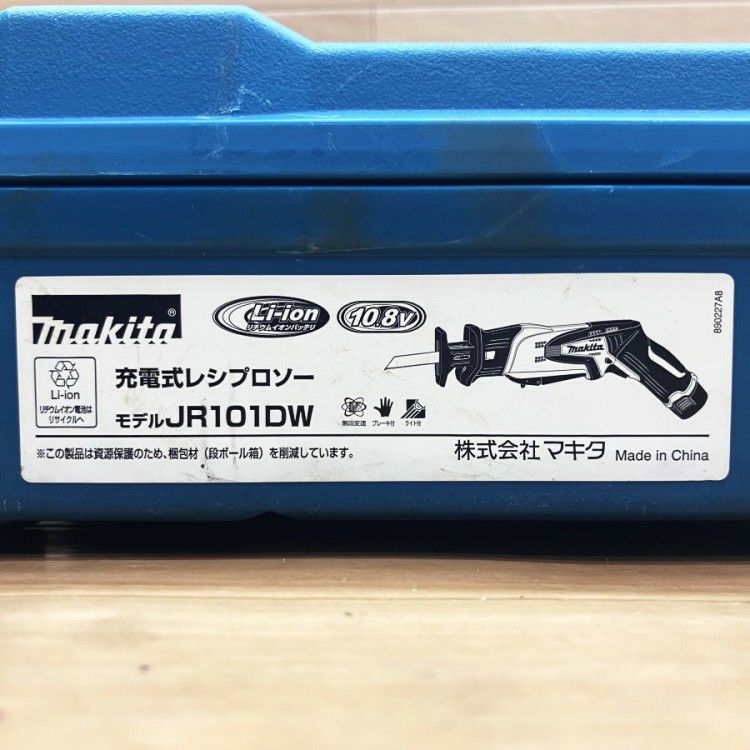 makita®
Li-ion
リチウムイオンバッテリ
10.8V
890227A8
Li-ion
リチウムイオン電池は
リサイクルへ
充電式レシプロソー
モデルJR101DW
無段変速
ブレーキ付
ライト付
makita
※この製品は資源保護のため、梱包材（段ボール箱）を削減しています。
株式会社 マキタ Made in China